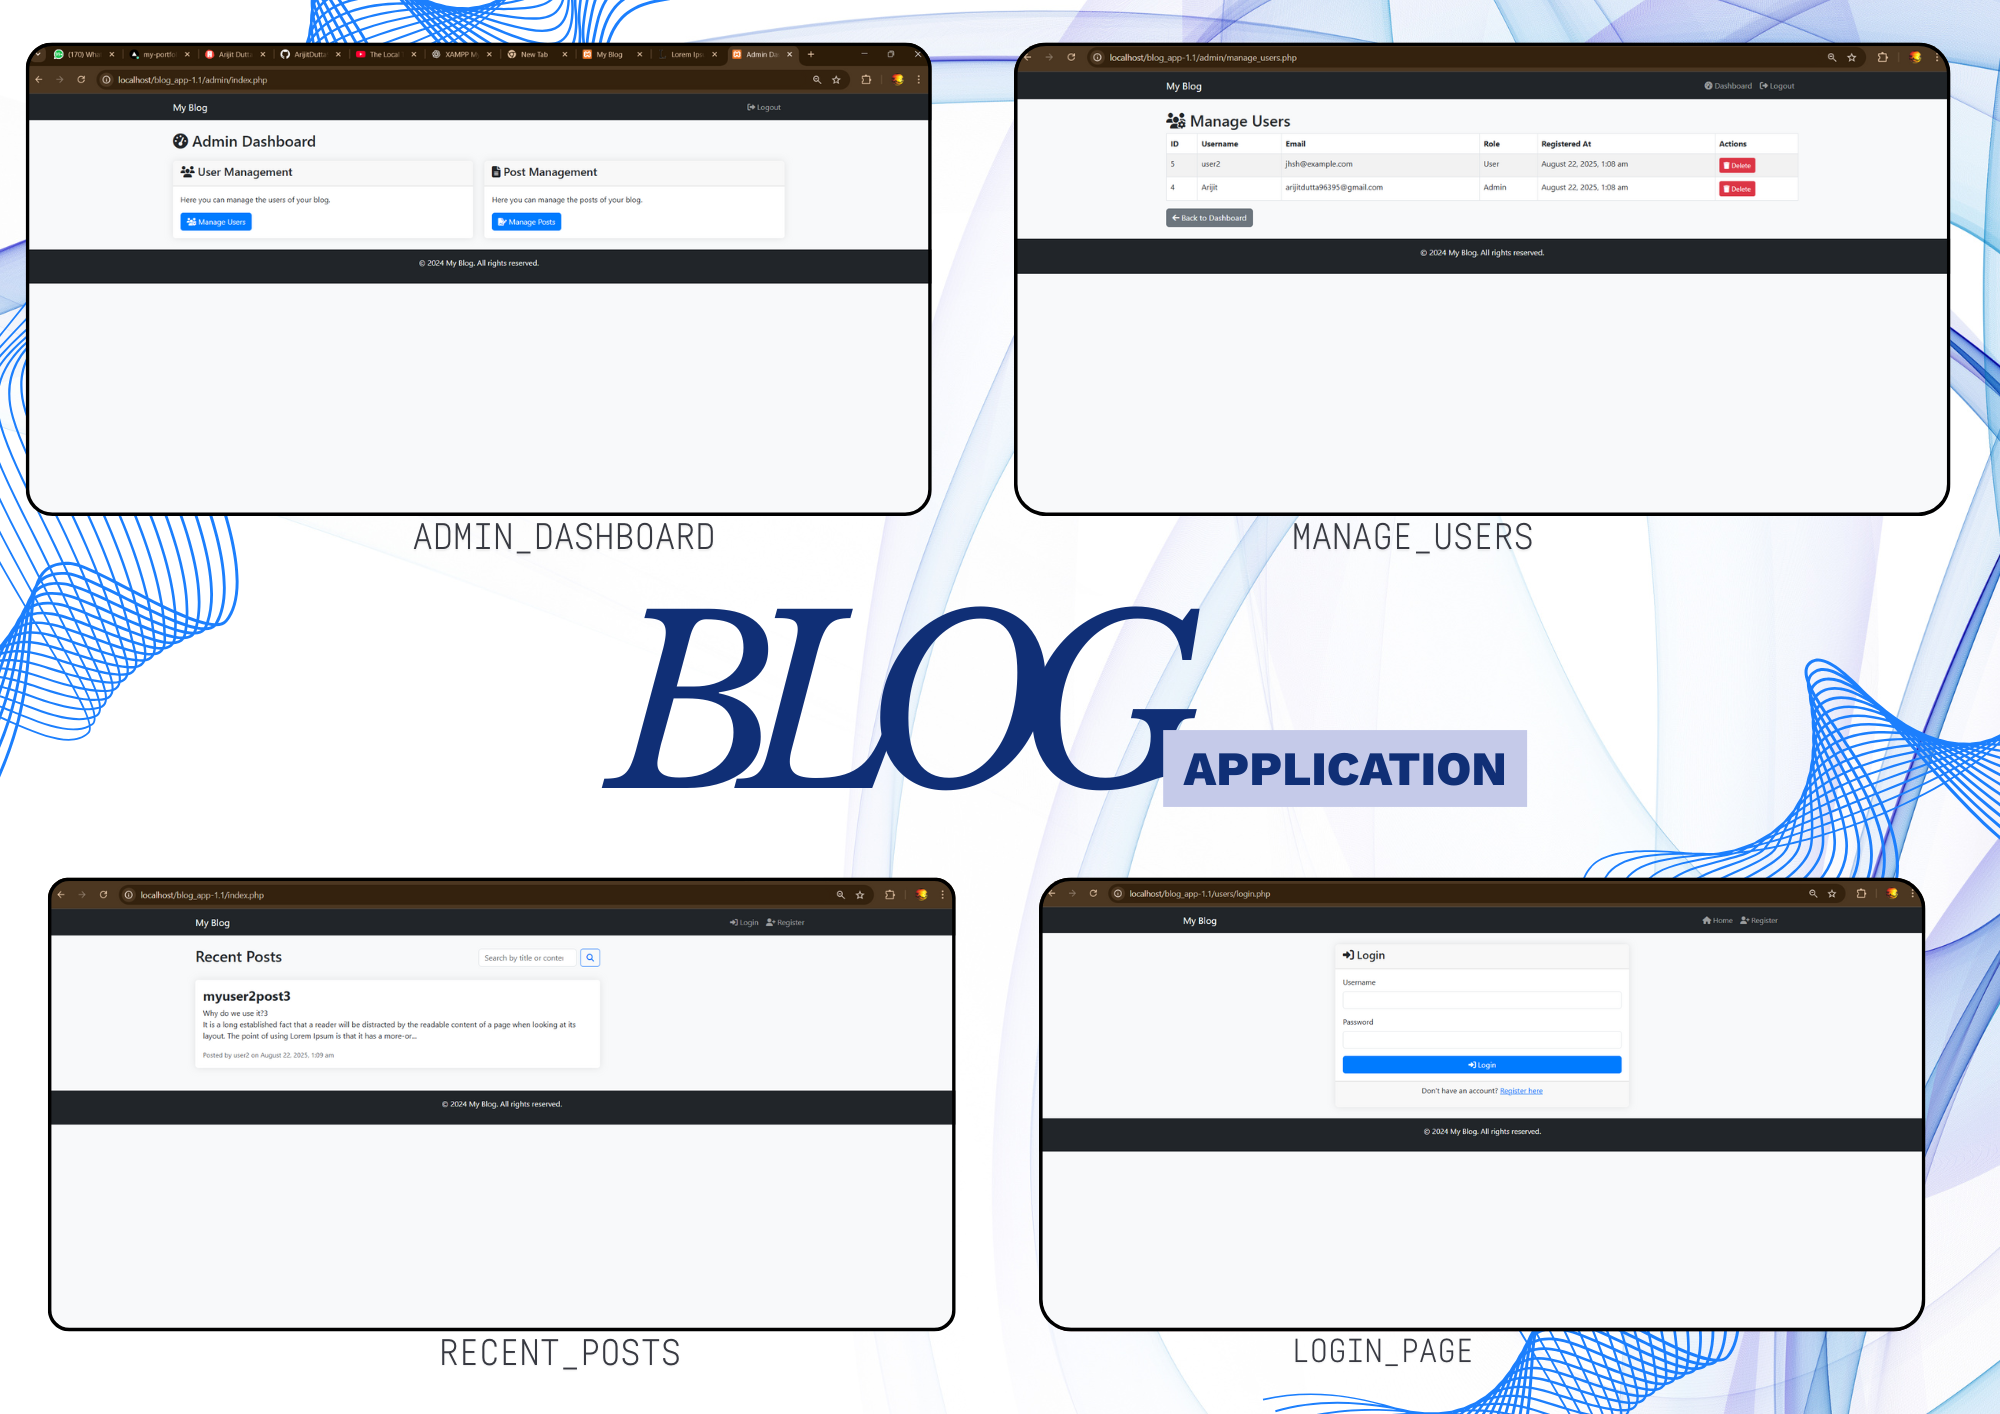 (170) Wha
my-portfo
Arijit Dutt
ArijitDutta
The Local
XAMPP M
New Tab
My Blog
Lorem Ips
Admin Da
localhost/blog_app-1.1/admin/index.php
My Blog
Logout
Admin Dashboard
User Management
Here you can manage the users of your blog.
Manage Users
Post Management
Here you can manage the posts of your blog.
Manage Posts
© 2024 My Blog. All rights reserved.
ADMIN_DASHBOARD
localhost/blog_app-1.1/admin/manage_users.php
My Blog
Dashboard Logout
Manage Users
ID Username Email Role Registered At Actions
5 user2 jhsh@example.com User August 22, 2025, 1:08 am Delete
4 Arijit arijitdutta96395@gmail.com Admin August 22, 2025, 1:08 am Delete
Back to Dashboard
© 2024 My Blog. All rights reserved.
MANAGE_USERS
BLOG
APPLICATION
localhost/blog_app-1.1/index.php
My Blog
Login Register
Recent Posts
Search by title or conter
myuser2post3
Why do we use it?3
It is a long established fact that a reader will be distracted by the readable content of a page when looking at its
layout. The point of using Lorem Ipsum is that it has a more-or...
Posted by user2 on August 22, 2025, 1:09 am
© 2024 My Blog. All rights reserved.
RECENT_POSTS
localhost/blog_app-1.1/users/login.php
My Blog
Home Register
Login
Username
Password
Login
Don't have an account? Register here
© 2024 My Blog. All rights reserved.
LOGIN_PAGE